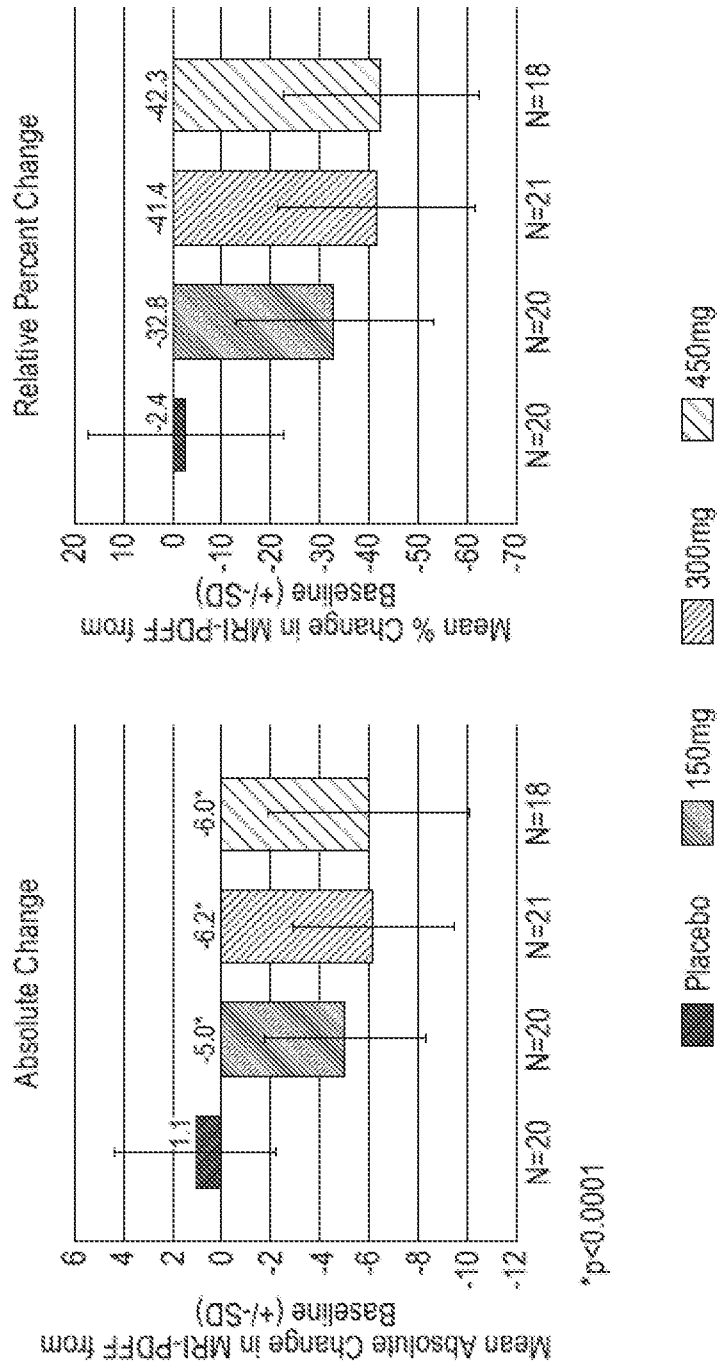 Absolute Change
Mean Absolute Change in MRI-PDFF from
Baseline (+/-SD)
6
4
2
0
-2
-4
-6
-8
-10
-12
1.1
-5.0*
-6.2*
-6.0*
N=20
N=20
N=21
N=18
*p<0.0001
Relative Percent Change
Mean % Change in MRI-PDFF from
Baseline (+/-SD)
20
10
0
-10
-20
-30
-40
-50
-60
-70
-2.4
-32.8
-41.4
-42.3
N=20
N=20
N=21
N=18
Placebo
150mg
300mg
450mg